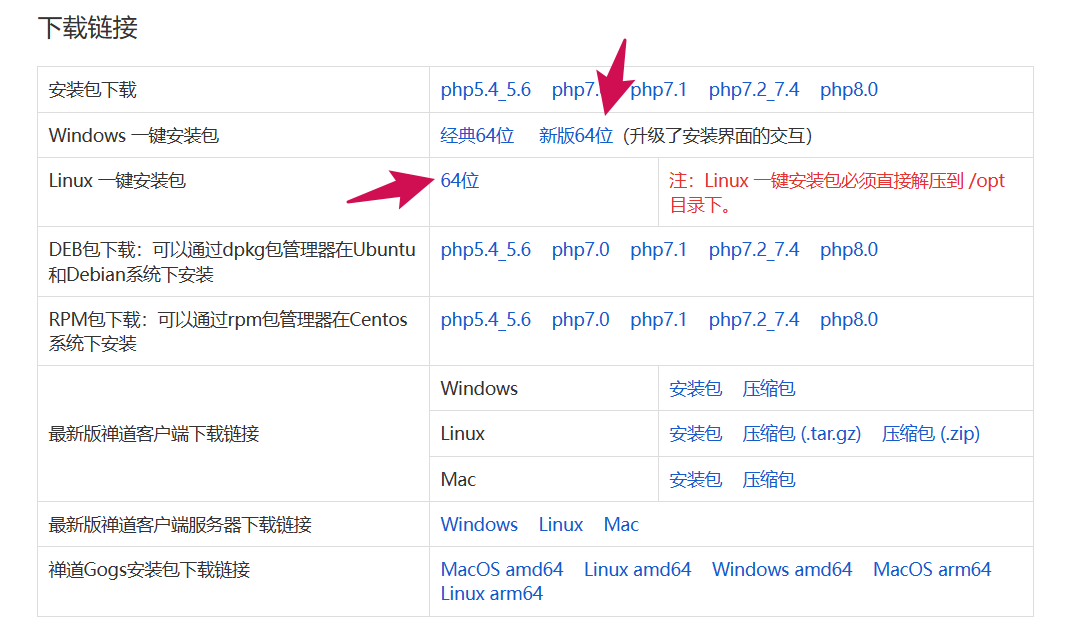 下载链接
安装包下载 php5.4_5.6 php7. php7.1 php7.2_7.4 php8.0
Windows 一键安装包 经典64位 新版64位（升级了安装界面的交互）
Linux 一键安装包 64位 注：Linux 一键安装包必须直接解压到 /opt
目录下。
DEB包下载：可以通过dpkg包管理器在Ubuntu
和Debian系统下安装
php5.4_5.6 php7.0 php7.1 php7.2_7.4 php8.0
RPM包下载：可以通过rpm包管理器在Centos
系统下安装
php5.4_5.6 php7.0 php7.1 php7.2_7.4 php8.0
最新版禅道客户端下载链接
Windows 安装包 压缩包
Linux 安装包 压缩包 (.tar.gz) 压缩包 (.zip)
Mac 安装包 压缩包
最新版禅道客户端服务器下载链接 Windows Linux Mac
禅道Gogs安装包下载链接 MacOS amd64 Linux amd64 Windows amd64 MacOS arm64
Linux arm64